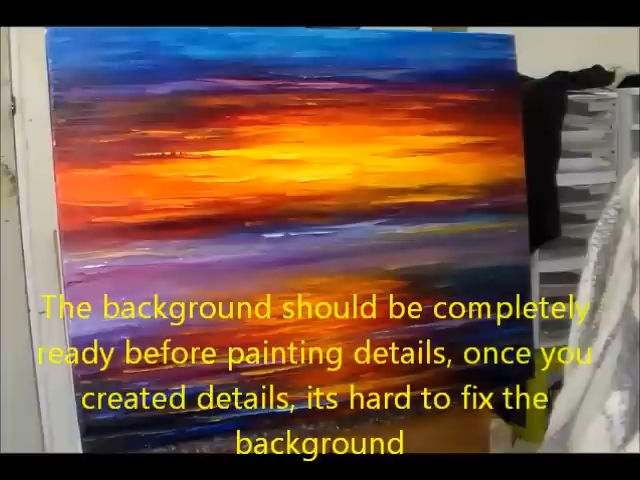 The background should be completely
ready before painting details, once you
created details, its hard to fix the
background